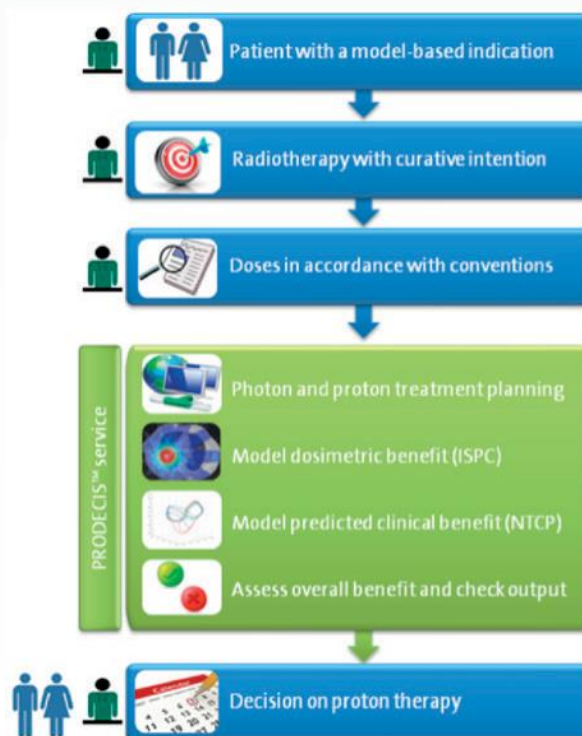 Patient with a model-based indication
Radiotherapy with curative intention
Doses in accordance with conventions
PRODECIS™ service
Photon and proton treatment planning
Model dosimetric benefit (ISPC)
Model predicted clinical benefit (NTCP)
Assess overall benefit and check output
Calendar
Decision on proton therapy